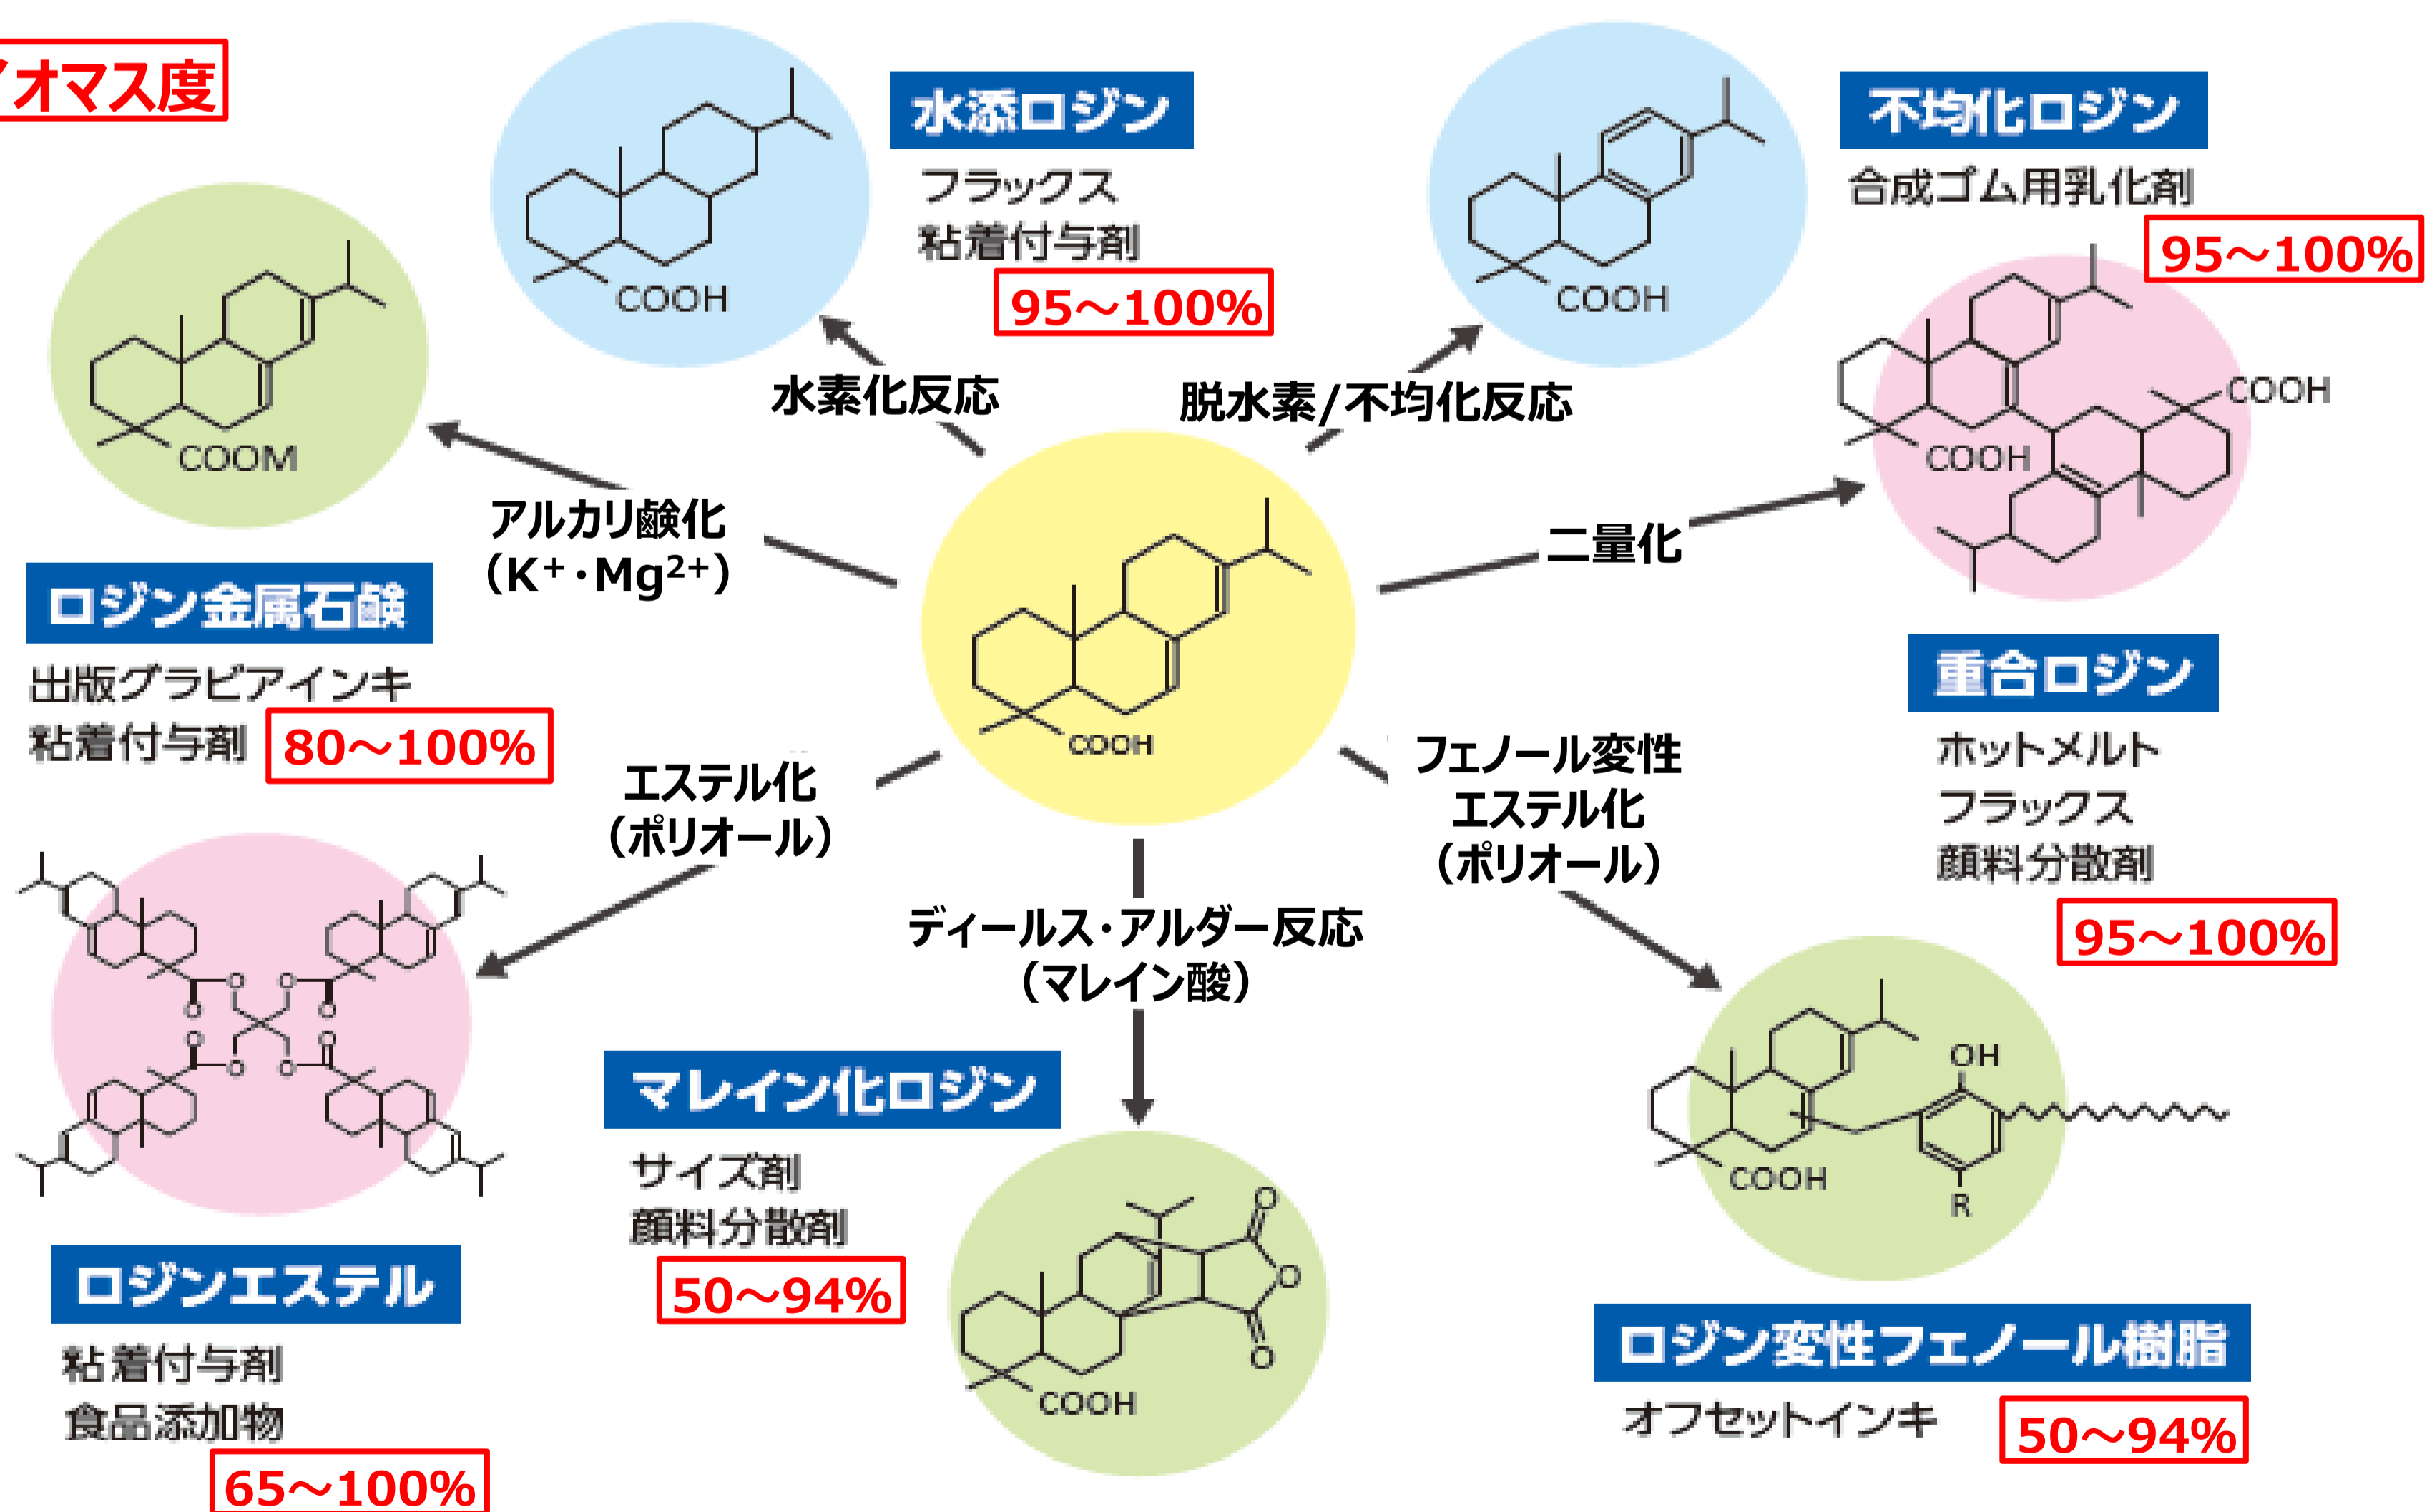 イオマス度
水添ロジン
フラックス
粘着付与剤
95～100%
COOH
不均化ロジン
合成ゴム用乳化剤
95～100%
COOH
水素化反応
脱水素/不均化反応
COOM
アルカリ鹸化
（K⁺・Mg²⁺）
ロジン金属石鹸
出版グラビアインキ
粘着付与剤
80～100%
COOH
COOH
COOH
二量化
重合ロジン
ホットメルト
フラックス
顔料分散剤
95～100%
エステル化
（ポリオール）
O
O
O
O
O
O
O
O
ロジンエステル
粘着付与剤
食品添加物
65～100%
ディールス・アルダー反応
（マレイン酸）
マレイン化ロジン
サイズ剤
顔料分散剤
50～94%
O
O
O
COOH
フェノール変性
エステル化
（ポリオール）
OH
COOH
R
ロジン変性フェノール樹脂
オフセットインキ
50～94%